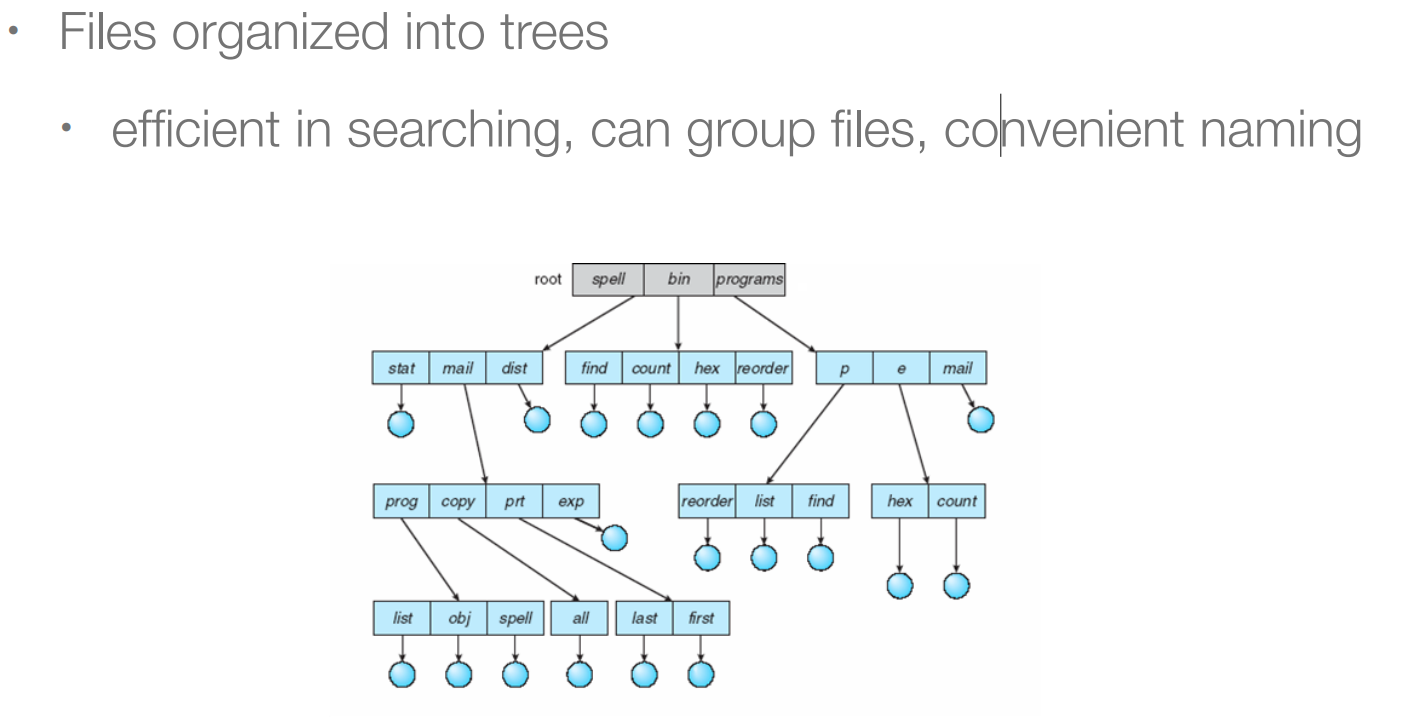 • Files organized into trees
• efficient in searching, can group files, convenient naming
root spell bin programs
stat mail dist find count hex reorder p e mail
prog copy prt exp reorder list find hex count
list obj spell all last first